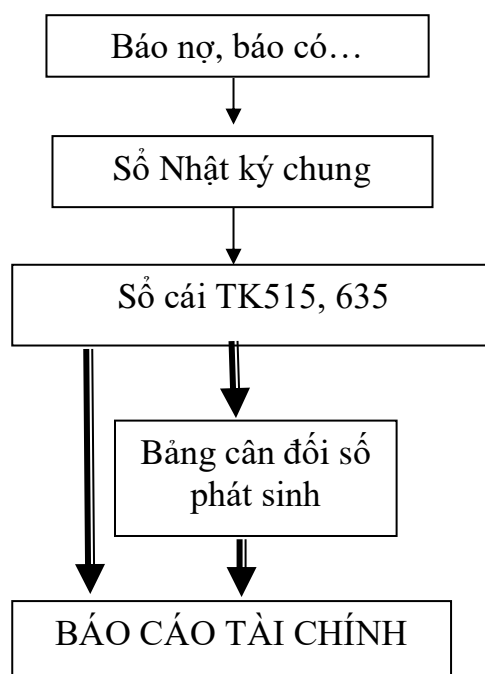 Báo nợ, báo có…
Sổ Nhật ký chung
Sổ cái TK515, 635
Bảng cân đối số
phát sinh
BÁO CÁO TÀI CHÍNH